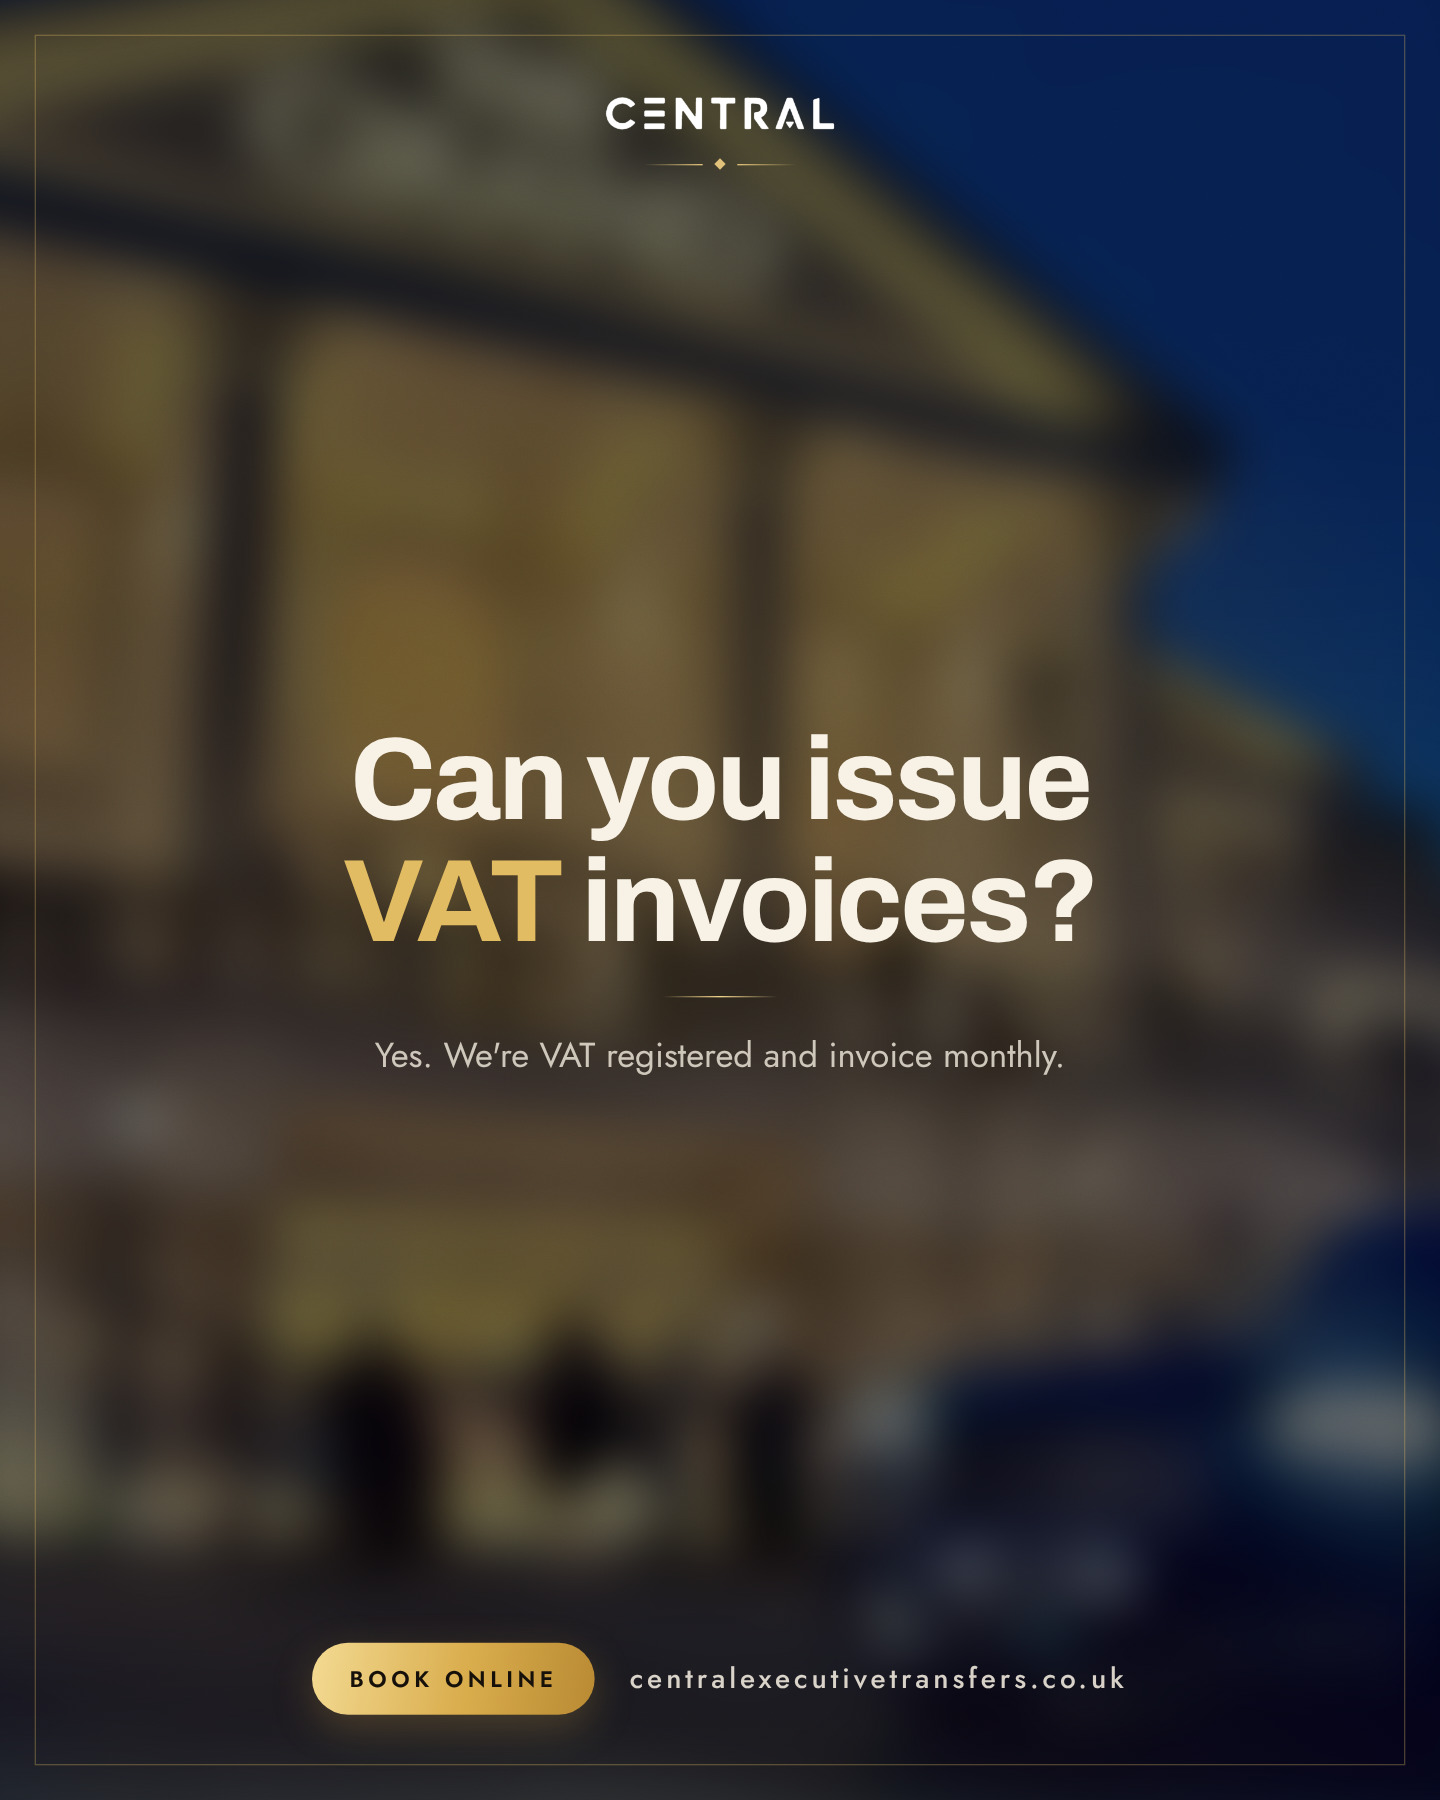 CENTRAL
Can you issue
VAT invoices?
Yes. We're VAT registered and invoice monthly.
BOOK ONLINE
centralexecutivetransfers.co.uk